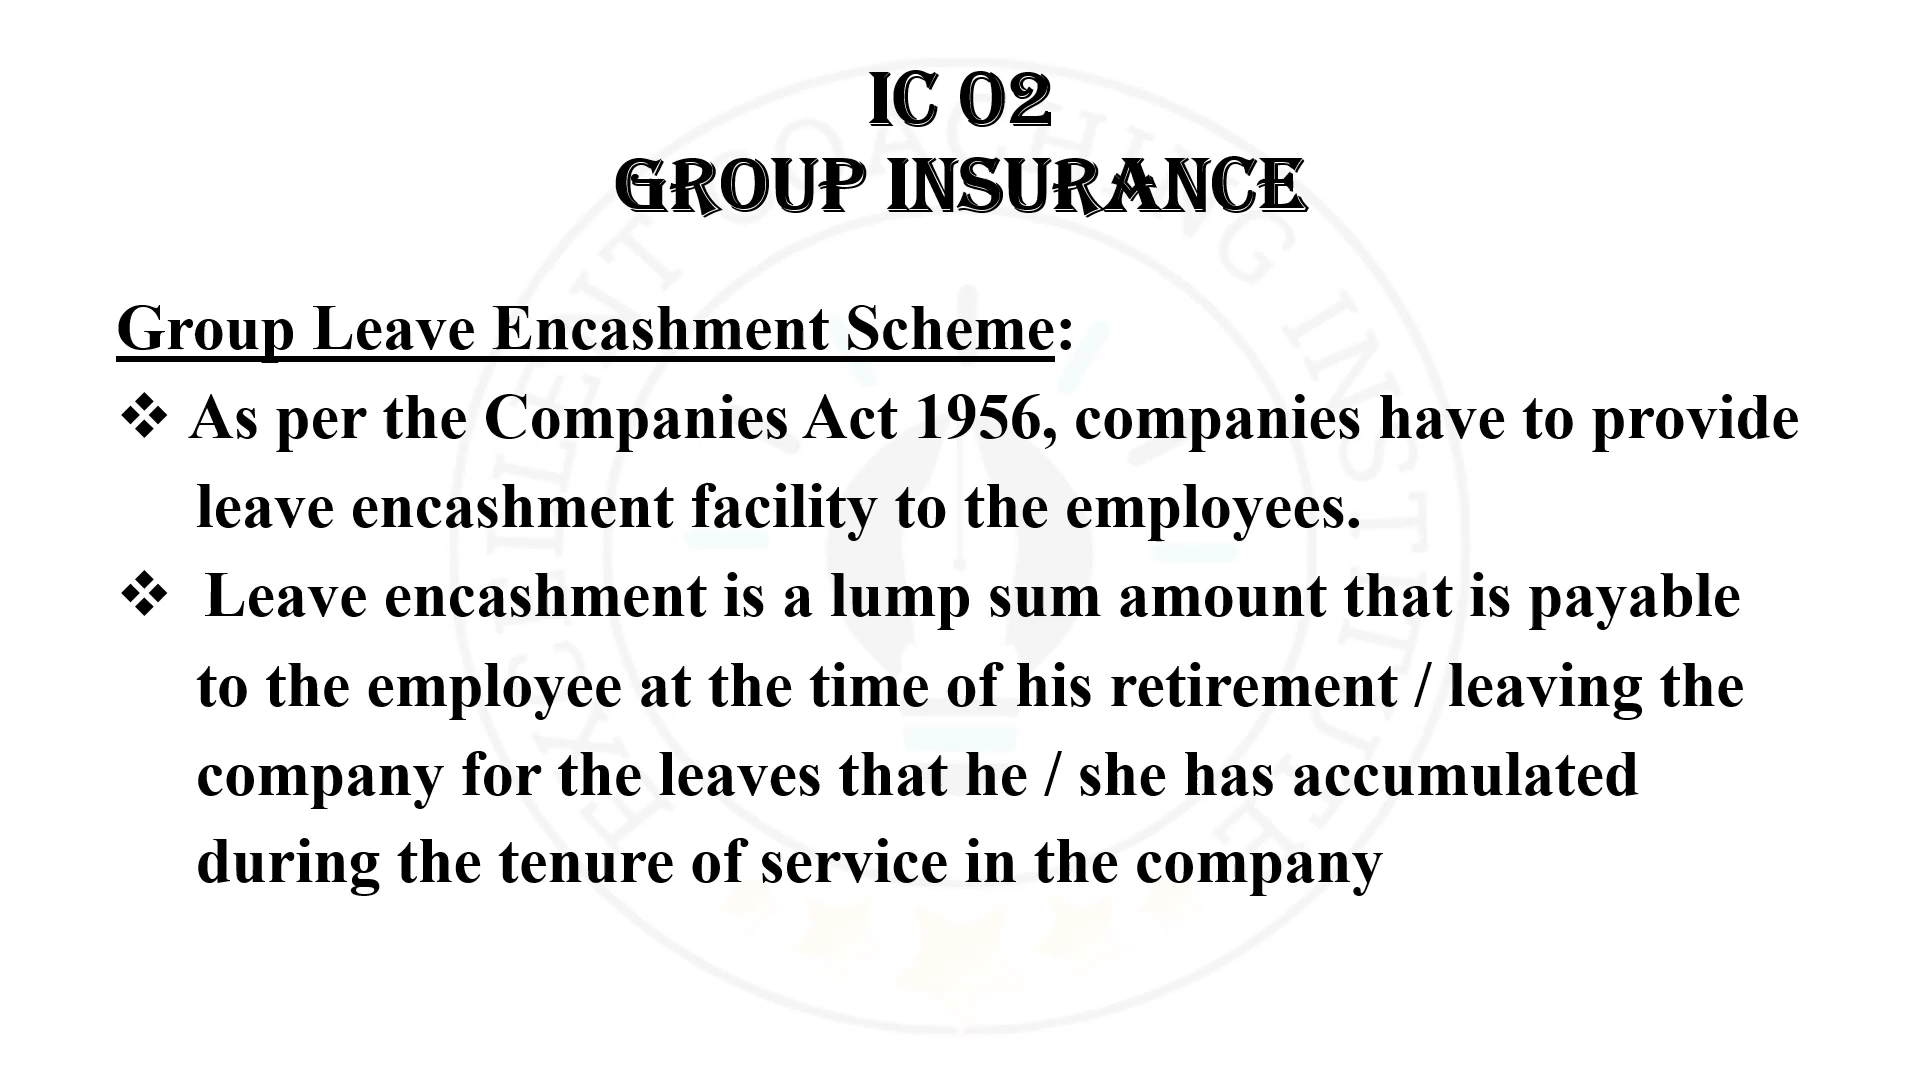 IC 02
GROUP INSURANCE
Group Leave Encashment Scheme:
❖ As per the Companies Act 1956, companies have to provide
leave encashment facility to the employees.
❖ Leave encashment is a lump sum amount that is payable
to the employee at the time of his retirement / leaving the
company for the leaves that he / she has accumulated
during the tenure of service in the company